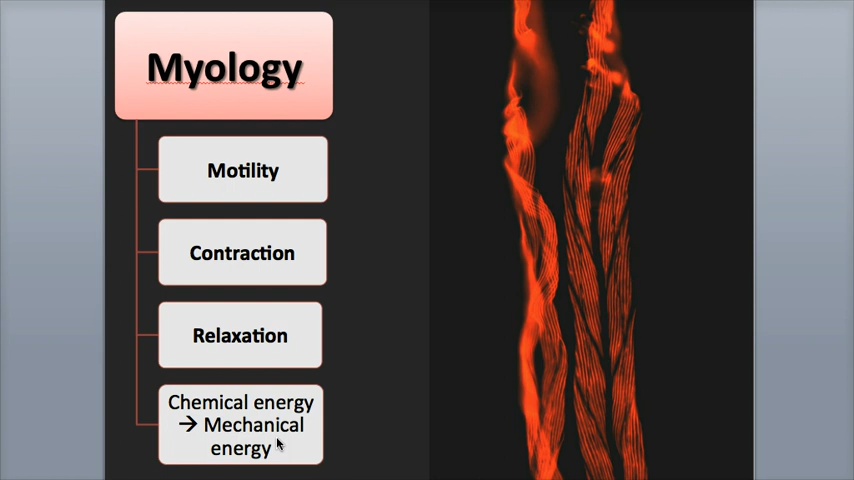 Myology
Motility
Contraction
Relaxation
Chemical energy
→ Mechanical
energy